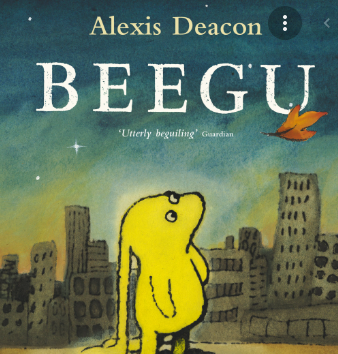 Alexis Deacon
BEEGU
'Utterly beguiling' Guardian